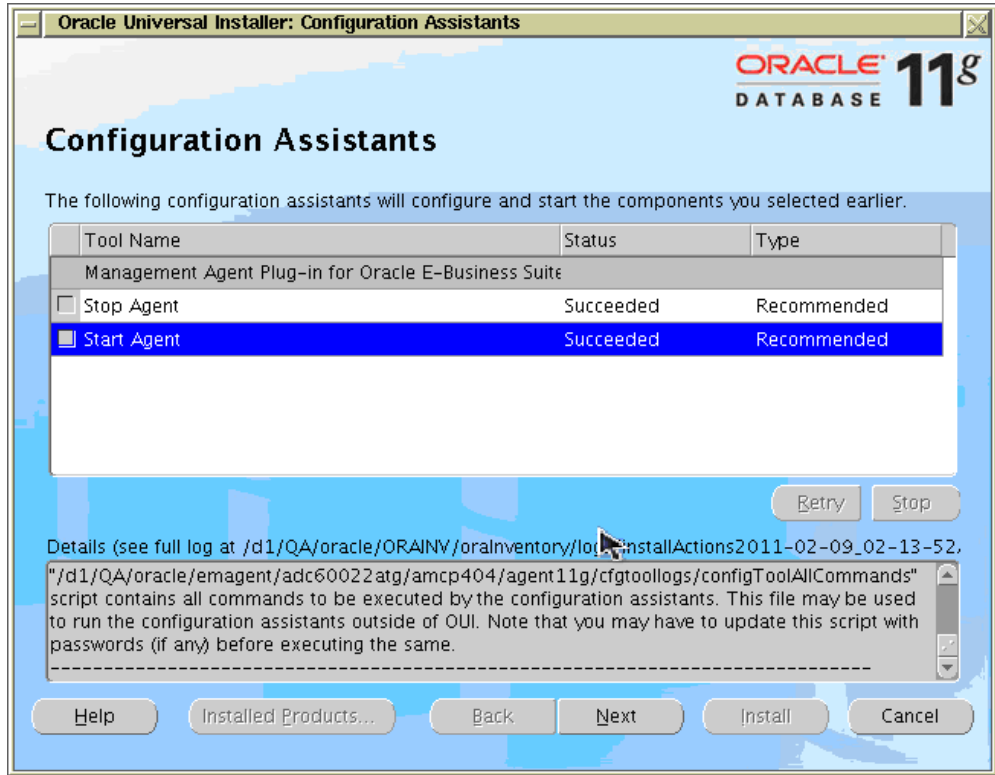 Oracle Universal Installer: Configuration Assistants
ORACLE 11g
DATABASE
Configuration Assistants
The following configuration assistants will configure and start the components you selected earlier.
Tool Name Status Type
Management Agent Plug-in for Oracle E-Business Suite
Stop Agent Succeeded Recommended
Start Agent Succeeded Recommended
Retry Stop
Details (see full log at /d1/QA/oracle/ORAINV/oraInventory/log installActions2011-02-09_02-13-52,
"/d1/QA/oracle/emagent/adc60022atg/amcp404/agent11g/cfgtoollogs/configToolAllCommands"
script contains all commands to be executed by the configuration assistants. This file may be used
to run the configuration assistants outside of OUI. Note that you may have to update this script with
passwords (if any) before executing the same.
--------------------------------------------------------------------------------
Help Installed Products... Back Next Install Cancel